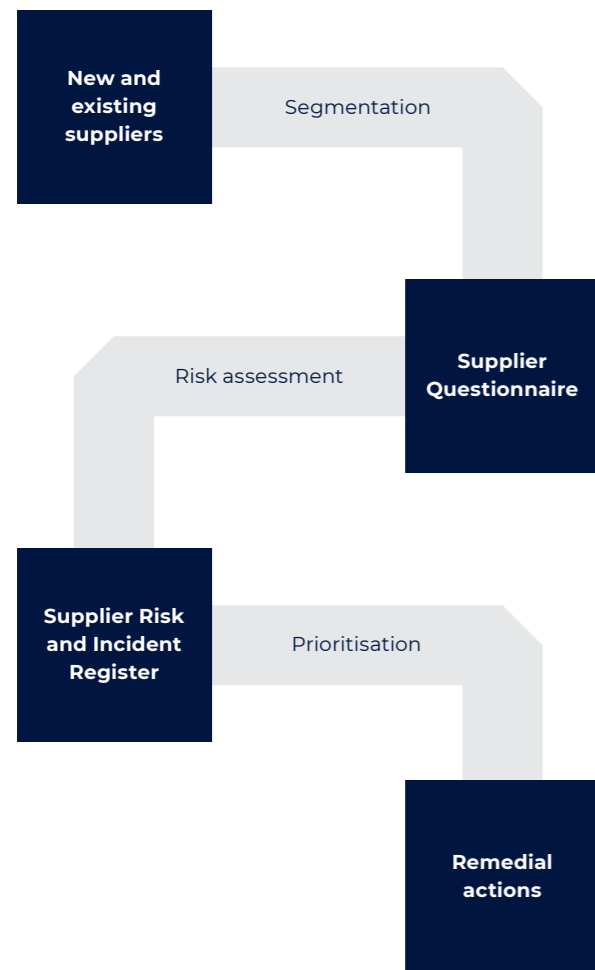 New and
existing
suppliers
Segmentation
Supplier
Questionnaire
Risk assessment
Supplier Risk
and Incident
Register
Prioritisation
Remedial
actions